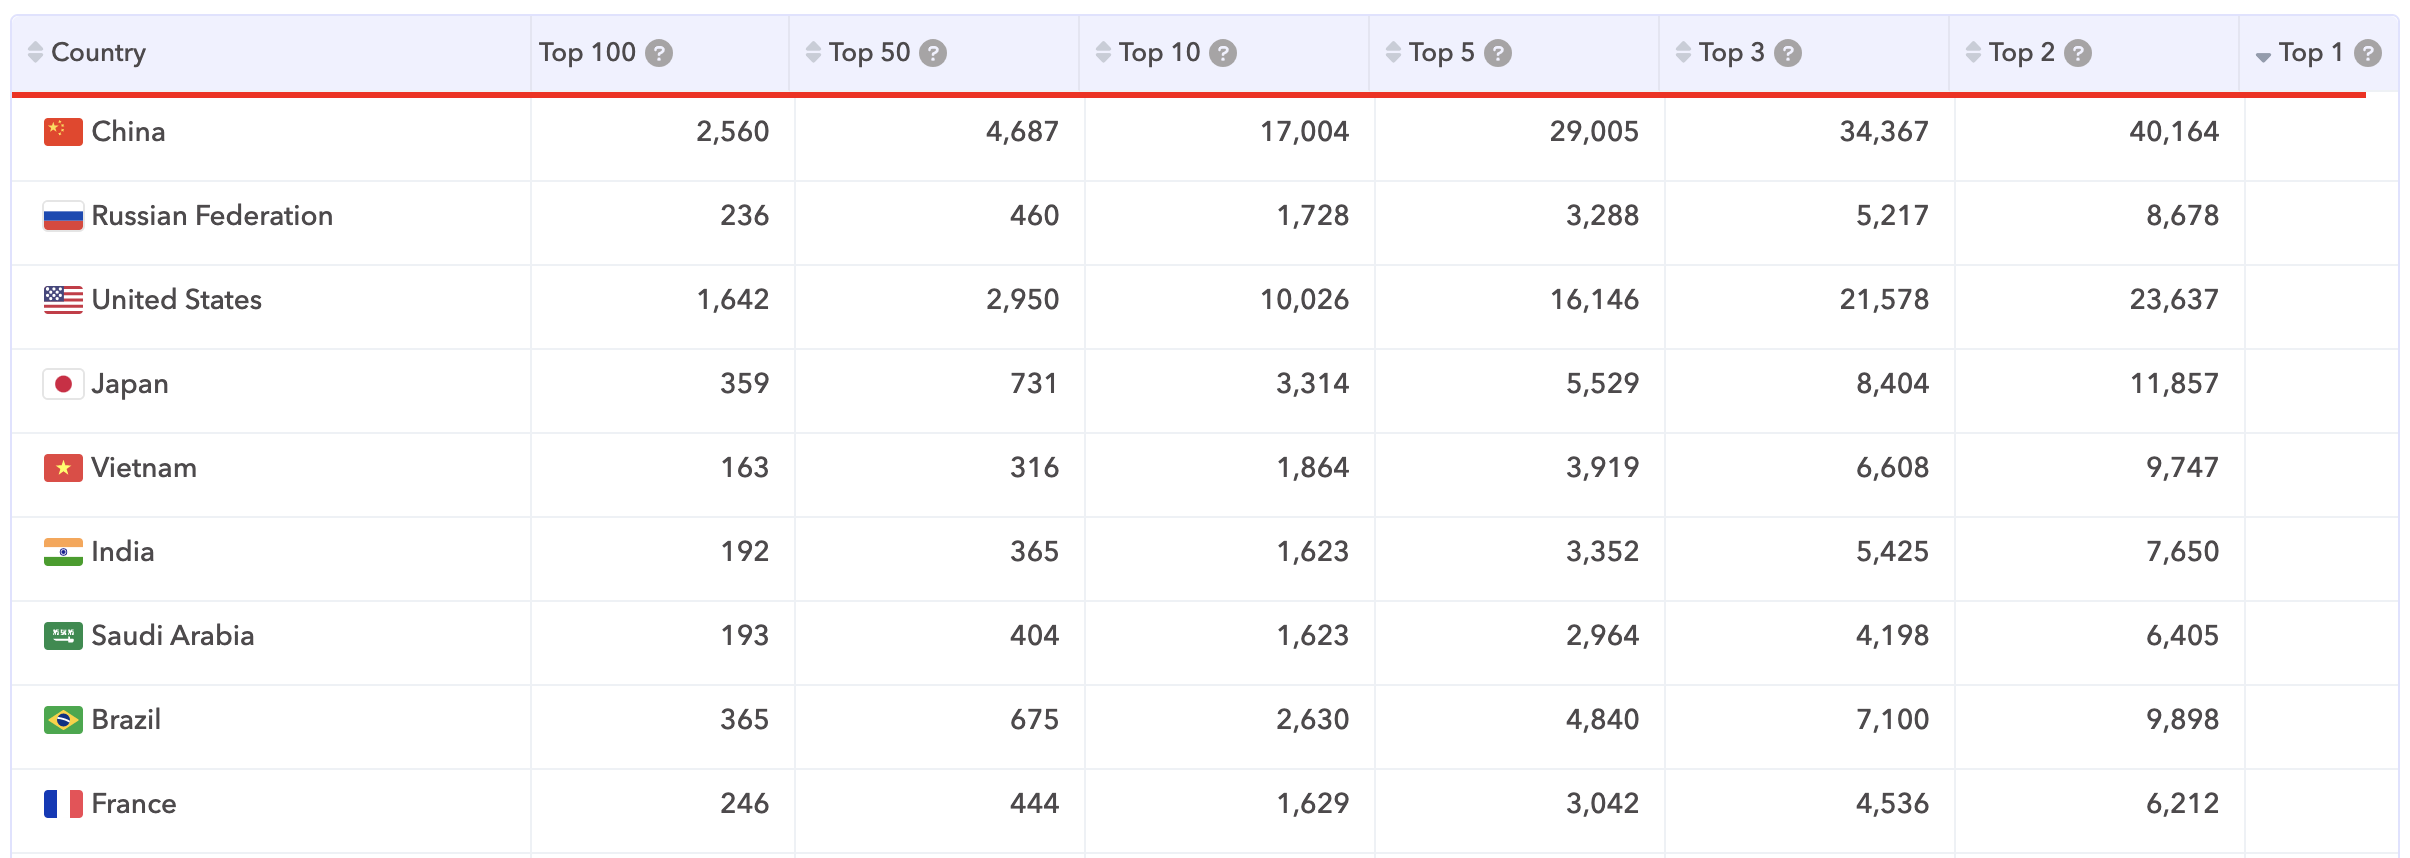 Country Top 100 ? Top 50 ? Top 10 ? Top 5 ? Top 3 ? Top 2 ? Top 1 ?
China 2,560 4,687 17,004 29,005 34,367 40,164
Russian Federation 236 460 1,728 3,288 5,217 8,678
United States 1,642 2,950 10,026 16,146 21,578 23,637
Japan 359 731 3,314 5,529 8,404 11,857
Vietnam 163 316 1,864 3,919 6,608 9,747
India 192 365 1,623 3,352 5,425 7,650
Saudi Arabia 193 404 1,623 2,964 4,198 6,405
Brazil 365 675 2,630 4,840 7,100 9,898
France 246 444 1,629 3,042 4,536 6,212